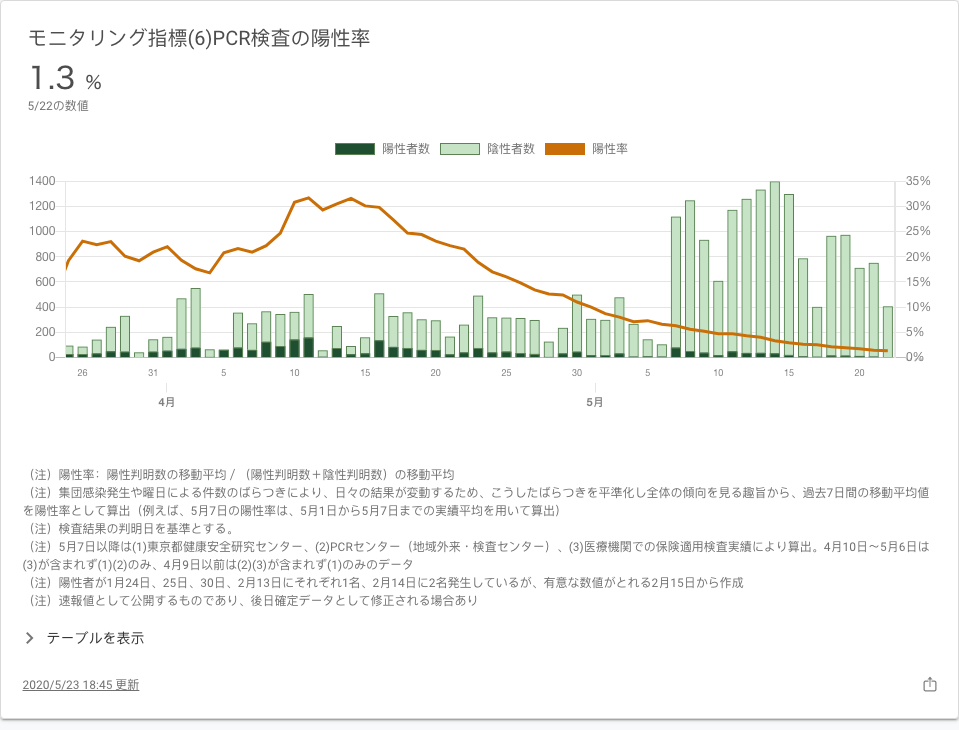 モニタリング指標(6)PCR検査の陽性率
1.3 %
5/22の数値
陽性者数 陰性者数 陽性率
1400 35%
1200 30%
1000 25%
800 20%
600 15%
400 10%
200 5%
0 0%
26 31 5 10 15 20 25 30 5 10 15 20
4月 5月
（注）陽性率：陽性判明数の移動平均 / （陽性判明数＋陰性判明数）の移動平均
（注）集団感染発生や曜日による件数のばらつきにより、日々の結果が変動するため、こうしたばらつきを平準化し全体の傾向を見る趣旨から、過去7日間の移動平均値
を陽性率として算出（例えば、5月7日の陽性率は、5月1日から5月7日までの実績平均を用いて算出）
（注）検査結果の判明日を基準とする。
（注）5月7日以降は(1)東京都健康安全研究センター、(2)PCRセンター（地域外来・検査センター）、(3)医療機関での保険適用検査実績により算出。4月10日～5月6日は
(3)が含まれず(1)(2)のみ、4月9日以前は(2)(3)が含まれず(1)のみのデータ
（注）陽性者が1月24日、25日、30日、2月13日にそれぞれ1名、2月14日に2名発生しているが、有意な数値がとれる2月15日から作成
（注）速報値として公開するものであり、後日確定データとして修正される場合あり
テーブルを表示
2020/5/23 18:45 更新